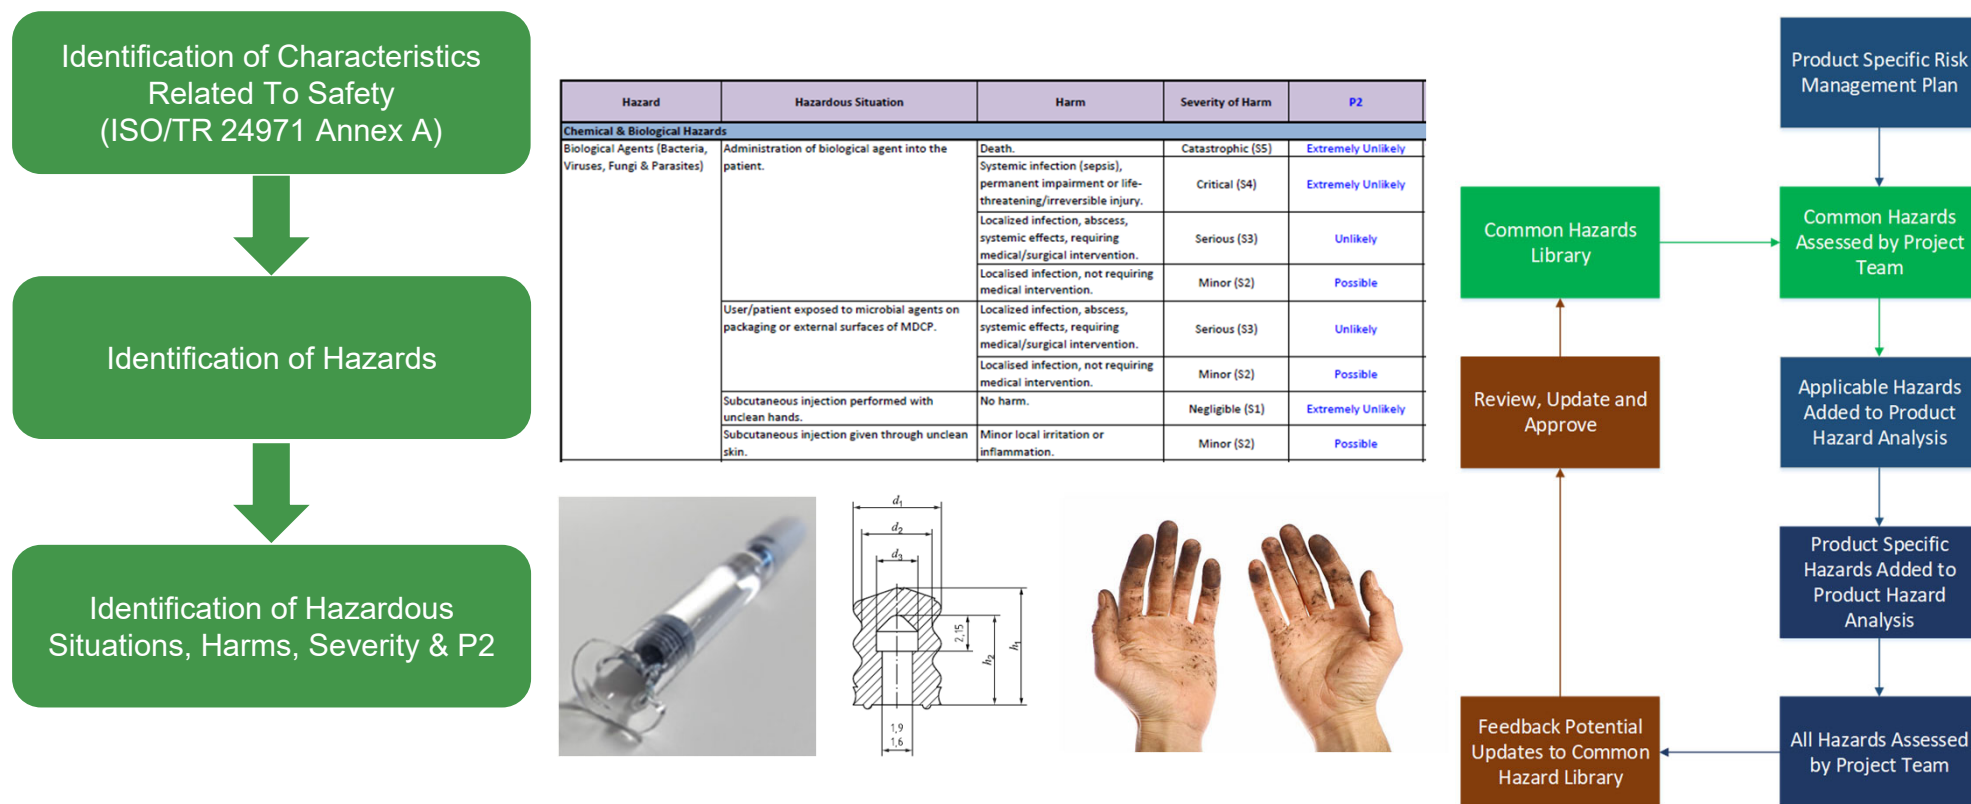 Identification of Characteristics
Related To Safety
(ISO/TR 24971 Annex A)
Identification of Hazards
Identification of Hazardous
Situations, Harms, Severity & P2
Hazard
Hazardous Situation
Harm
Severity of Harm
P2
Chemical & Biological Hazards
Biological Agents (Bacteria,
Viruses, Fungi & Parasites)
Administration of biological agent into the
patient.
Death.
Catastrophic (S5)
Extremely Unlikely
Systemic infection (sepsis),
permanent impairment or life-
threatening/irreversible injury.
Critical (S4)
Extremely Unlikely
Localized infection, abscess,
systemic effects, requiring
medical/surgical intervention.
Serious (S3)
Unlikely
Localised infection, not requiring
medical intervention.
Minor (S2)
Possible
User/patient exposed to microbial agents on
packaging or external surfaces of MDCP.
Localized infection, abscess,
systemic effects, requiring
medical/surgical intervention.
Serious (S3)
Unlikely
Localised infection, not requiring
medical intervention.
Minor (S2)
Possible
Subcutaneous injection performed with
unclean hands.
No harm.
Negligible (S1)
Extremely Unlikely
Subcutaneous injection given through unclean
skin.
Minor local irritation or
inflammation.
Minor (S2)
Possible
d1
d2
d3
2,15
h2
h1
1,9
1,6
Product Specific Risk
Management Plan
Common Hazards
Library
Common Hazards
Assessed by Project
Team
Review, Update and
Approve
Applicable Hazards
Added to Product
Hazard Analysis
Product Specific
Hazards Added to
Product Hazard
Analysis
Feedback Potential
Updates to Common
Hazard Library
All Hazards Assessed
by Project Team